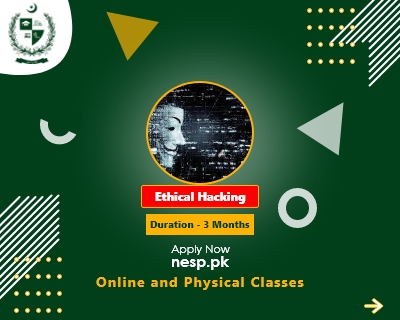 Ethical Hacking
Duration - 3 Months
Apply Now
nesp.pk
Online and Physical Classes